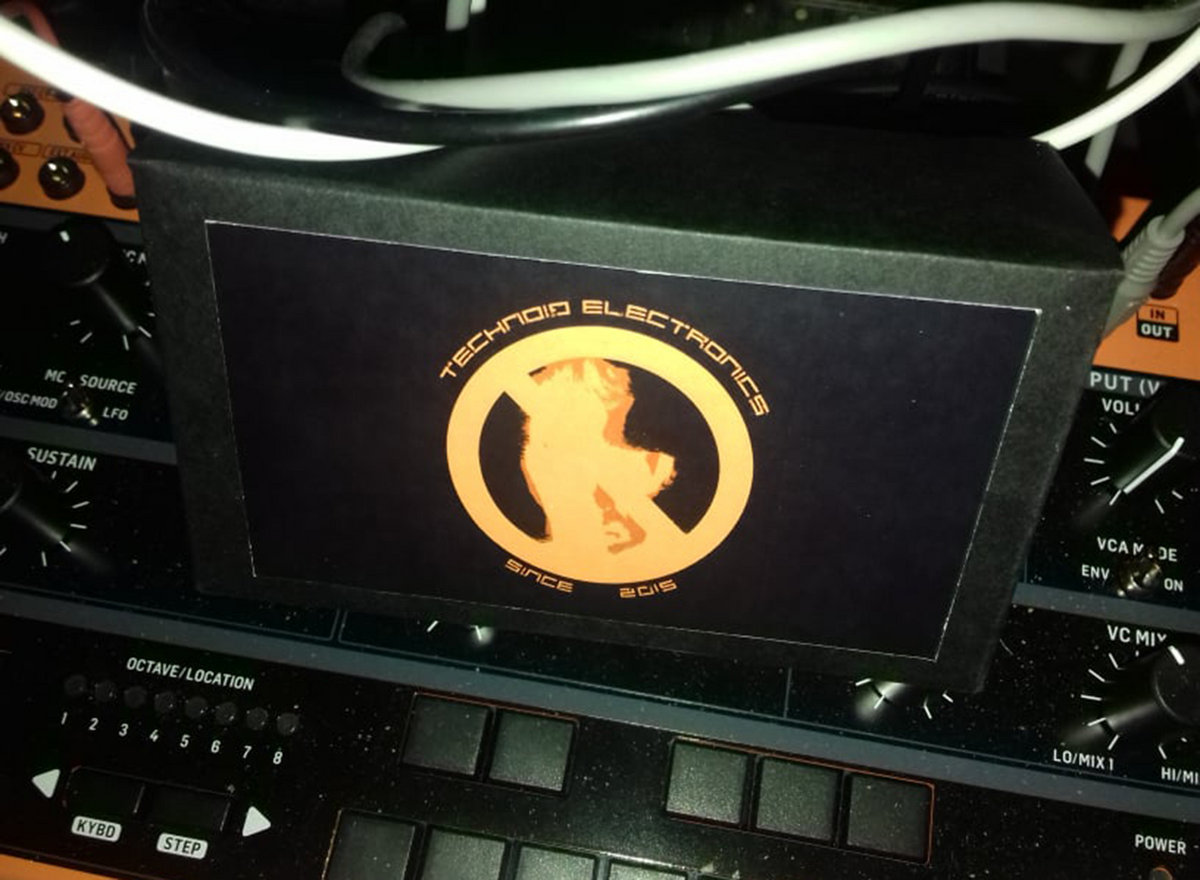 TECHNOID ELECTRONICS
SINCE 2015
IN
OUT
MC SOURCE
/OSC MOD
LFO
SUSTAIN
VCA
ENV
ON
VC MIX
LO/MIX 1
OCTAVE/LOCATION
1 2 3 4 5 6 7 8
KYBD
STEP
POWER